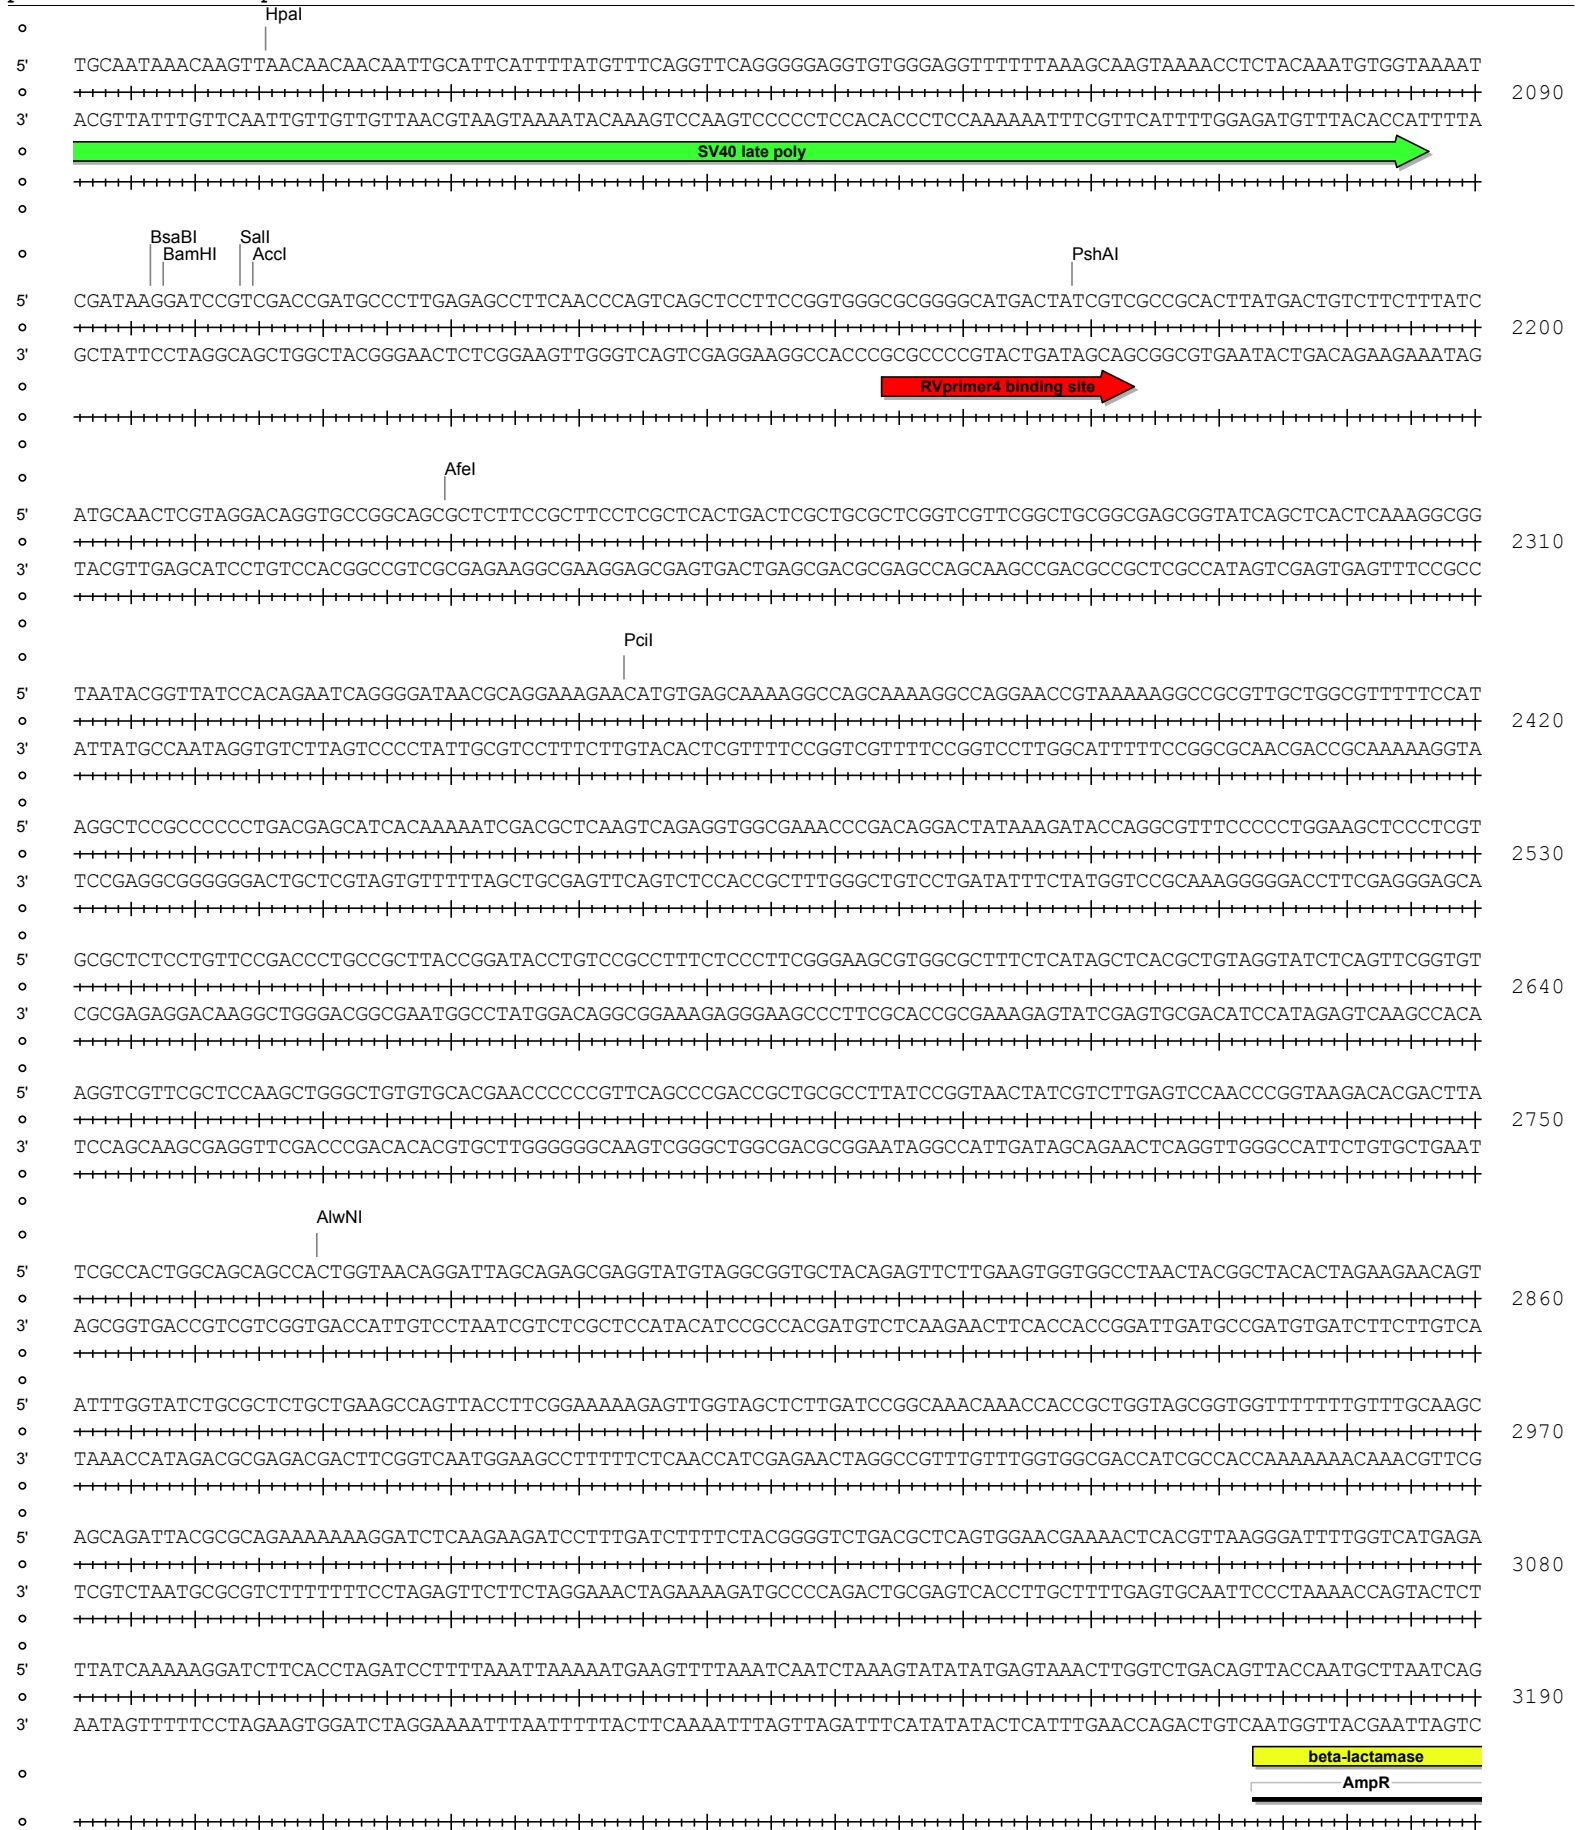 HpaI
5' TGCAATAAACAAGTTAACAACAACAATTGCATTCATTTTATGTTTCAGGTTCAGGGGGAGGTGTGGGAGGTTTTTTAAAGCAAGTAAAACCTCTACAAATGTGGTAAAAT
2090
3' ACGTTATTTGTTCAATTGTTGTTGTTAACGTAAGTAAAATACAAAGTCCAAGTCCCCCTCCACACCCTCCAAAAAATTTCGTTCATTTTGGAGATGTTTACACCATTTTA
SV40 late poly
BsaBI SalI
BamHI AccI PshAI
5' CGATAAGGATCCGTCGACCGATGCCCTTGAGAGCCTTCAACCCAGTCAGCTCCTTCCGGTGGGCGCGGGGCATGACTATCGTCGCCGCACTTATGACTGTCTTCTTTATC
2200
3' GCTATTCCTAGGCAGCTGGCTACGGGAACTCTCGGAAGTTGGGTCAGTCGAGGAAGGCCACCCGCGCCCCGTACTGATAGCAGCGGCGTGAATACTGACAGAAGAAATAG
RVprimer4 binding site
AfeI
5' ATGCAACTCGTAGGACAGGTGCCGGCAGCGCTCTTCCGCTTCCTCGCTCACTGACTCGCTGCGCTCGGTCGTTCGGCTGCGGCGAGCGGTATCAGCTCACTCAAAGGCGG
2310
3' TACGTTGAGCATCCTGTCCACGGCCGTCGCGAGAAGGCGAAGGAGCGAGTGACTGAGCGACGCGAGCCAGCAAGCCGACGCCGCTCGCCATAGTCGAGTGAGTTTCCGCC
PciI
5' TAATACGGTTATCCACAGAATCAGGGGATAACGCAGGAAAGAACATGTGAGCAAAAGGCCAGCAAAAGGCCAGGAACCGTAAAAAGGCCGCGTTGCTGGCGTTTTTCCAT
2420
3' ATTATGCCAATAGGTGTCTTAGTCCCCTATTGCGTCCTTTCTTGTACACTCGTTTTCCGGTCGTTTTCCGGTCCTTGGCATTTTTCCGGCGCAACGACCGCAAAAAGGTA
5' AGGCTCCGCCCCCCTGACGAGCATCACAAAAATCGACGCTCAAGTCAGAGGTGGCGAAACCCGACAGGACTATAAAGATACCAGGCGTTTCCCCCTGGAAGCTCCCTCGT
2530
3' TCCGAGGCGGGGGGACTGCTCGTAGTGTTTTTAGCTGCGAGTTCAGTCTCCACCGCTTTGGGCTGTCCTGATATTTCTATGGTCCGCAAAGGGGGACCTTCGAGGGAGCA
5' GCGCTCTCCTGTTCCGACCCTGCCGCTTACCGGATACCTGTCCGCCTTTCTCCCTTCGGGAAGCGTGGCGCTTTCTCATAGCTCACGCTGTAGGTATCTCAGTTCGGTGT
2640
3' CGCGAGAGGACAAGGCTGGGACGGCGAATGGCCTATGGACAGGCGGAAAGAGGGAAGCCCTTCGCACCGCGAAAGAGTATCGAGTGCGACATCCATAGAGTCAAGCCACA
5' AGGTCGTTCGCTCCAAGCTGGGCTGTGTGCACGAACCCCCCGTTCAGCCCGACCGCTGCGCCTTATCCGGTAACTATCGTCTTGAGTCCAACCCGGTAAGACACGACTTA
2750
3' TCCAGCAAGCGAGGTTCGACCCGACACACGTGCTTGGGGGGCAAGTCGGGCTGGCGACGCGGAATAGGCCATTGATAGCAGAACTCAGGTTGGGCCATTCTGTGCTGAAT
AlwNI
5' TCGCCACTGGCAGCAGCCACTGGTAACAGGATTAGCAGAGCGAGGTATGTAGGCGGTGCTACAGAGTTCTTGAAGTGGTGGCCTAACTACGGCTACACTAGAAGAACAGT
2860
3' AGCGGTGACCGTCGTCGGTGACCATTGTCCTAATCGTCTCGCTCCATACATCCGCCACGATGTCTCAAGAACTTCACCACCGGATTGATGCCGATGTGATCTTCTTGTCA
5' ATTTGGTATCTGCGCTCTGCTGAAGCCAGTTACCTTCGGAAAAAGAGTTGGTAGCTCTTGATCCGGCAAACAAACCACCGCTGGTAGCGGTGGTTTTTTTGTTTGCAAGC
2970
3' TAAACCATAGACGCGAGACGACTTCGGTCAATGGAAGCCTTTTTCTCAACCATCGAGAACTAGGCCGTTTGTTTGGTGGCGACCATCGCCACCAAAAAAACAAACGTTCG
5' AGCAGATTACGCGCAGAAAAAAAGGATCTCAAGAAGATCCTTTGATCTTTTCTACGGGGTCTGACGCTCAGTGGAACGAAAACTCACGTTAAGGGATTTTGGTCATGAGA
3080
3' TCGTCTAATGCGCGTCTTTTTTTCCTAGAGTTCTTCTAGGAAACTAGAAAAGATGCCCCAGACTGCGAGTCACCTTGCTTTTGAGTGCAATTCCCTAAAACCAGTACTCT
5' TTATCAAAAAGGATCTTCACCTAGATCCTTTTAAATTAAAAATGAAGTTTTAAATCAATCTAAAGTATATATGAGTAAACTTGGTCTGACAGTTACCAATGCTTAATCAG
3190
3' AATAGTTTTTCCTAGAAGTGGATCTAGGAAAATTTAATTTTTACTTCAAAATTTAGTTAGATTTCATATATACTCATTTGAACCAGACTGTCAATGGTTACGAATTAGTC
beta-lactamase
AmpR